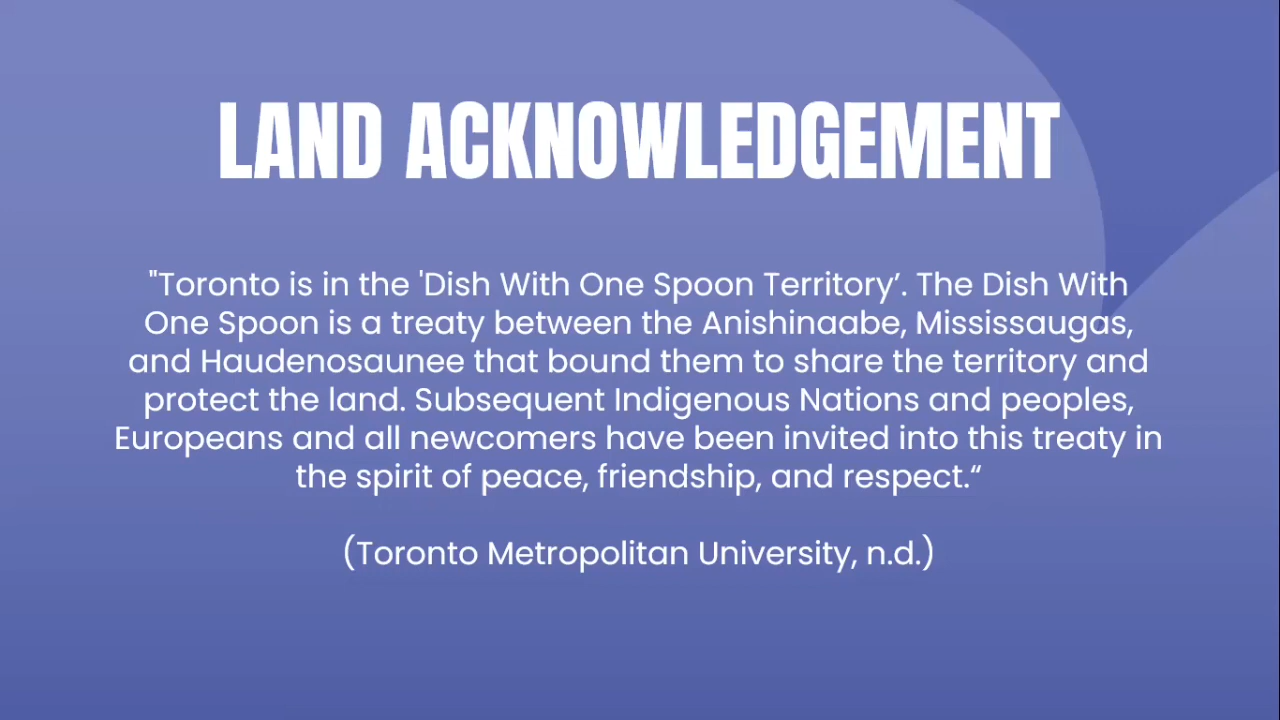 LAND ACKNOWLEDGEMENT
"Toronto is in the 'Dish With One Spoon Territory’. The Dish With
One Spoon is a treaty between the Anishinaabe, Mississaugas,
and Haudenosaunee that bound them to share the territory and
protect the land. Subsequent Indigenous Nations and peoples,
Europeans and all newcomers have been invited into this treaty in
the spirit of peace, friendship, and respect.“
(Toronto Metropolitan University, n.d.)